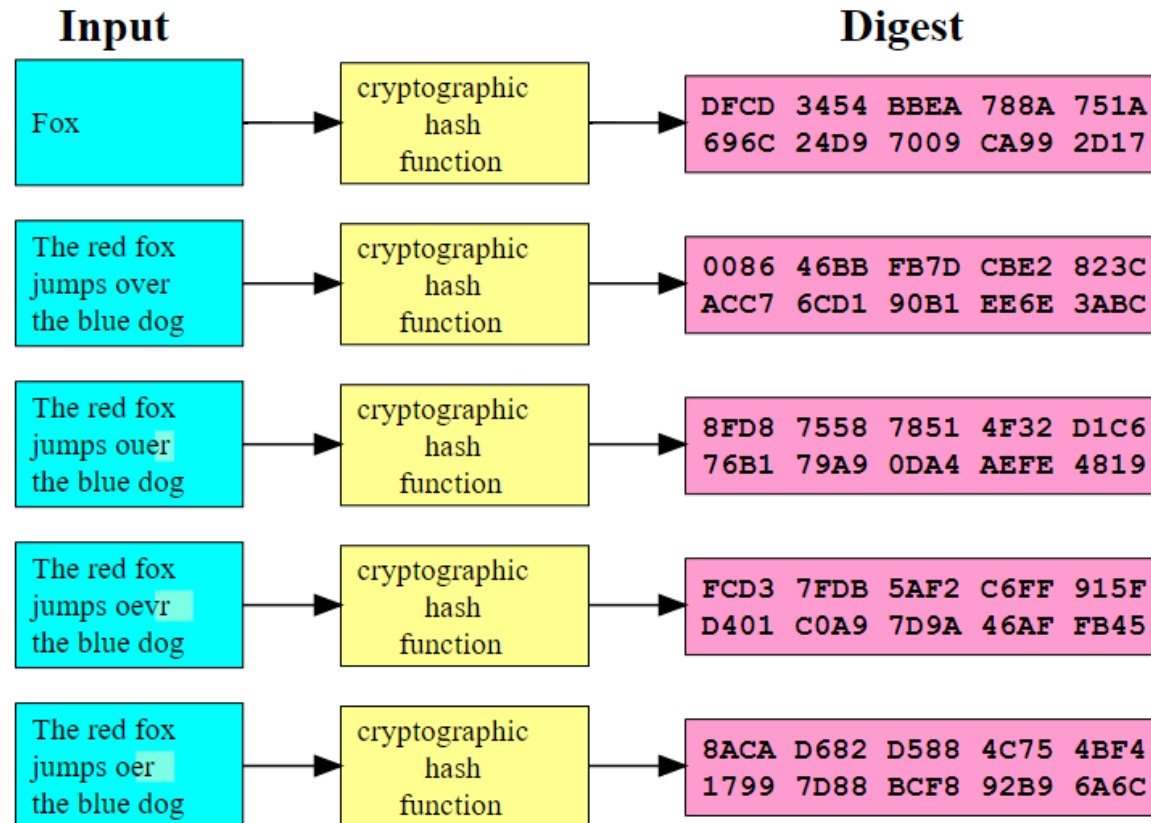 Input
Digest
Fox
cryptographic
hash
function
DFCD 3454 BBEA 788A 751A
696C 24D9 7009 CA99 2D17
The red fox
jumps over
the blue dog
cryptographic
hash
function
0086 46BB FB7D CBE2 823C
ACC7 6CD1 90B1 EE6E 3ABC
The red fox
jumps ouer
the blue dog
cryptographic
hash
function
8FD8 7558 7851 4F32 D1C6
76B1 79A9 0DA4 AEFE 4819
The red fox
jumps oevr
the blue dog
cryptographic
hash
function
FCD3 7FDB 5AF2 C6FF 915F
D401 C0A9 7D9A 46AF FB45
The red fox
jumps oer
the blue dog
cryptographic
hash
function
8ACA D682 D588 4C75 4BF4
1799 7D88 BCF8 92B9 6A6C